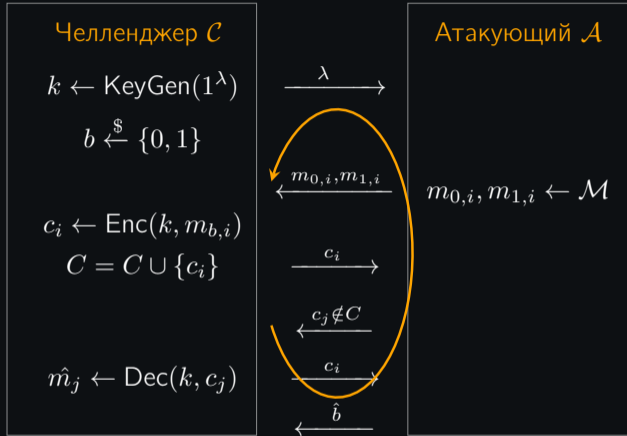 Челленджер 𝒞
Атакующий 𝒜
k ← KeyGen(1^λ)
λ
b ←$ {0, 1}
m_{0,i}, m_{1,i}
m_{0,i}, m_{1,i} ← ℳ
c_i ← Enc(k, m_{b,i})
C = C ∪ {c_i}
c_i
c_j ∉ C
m̂_j ← Dec(k, c_j)
c_i
b̂